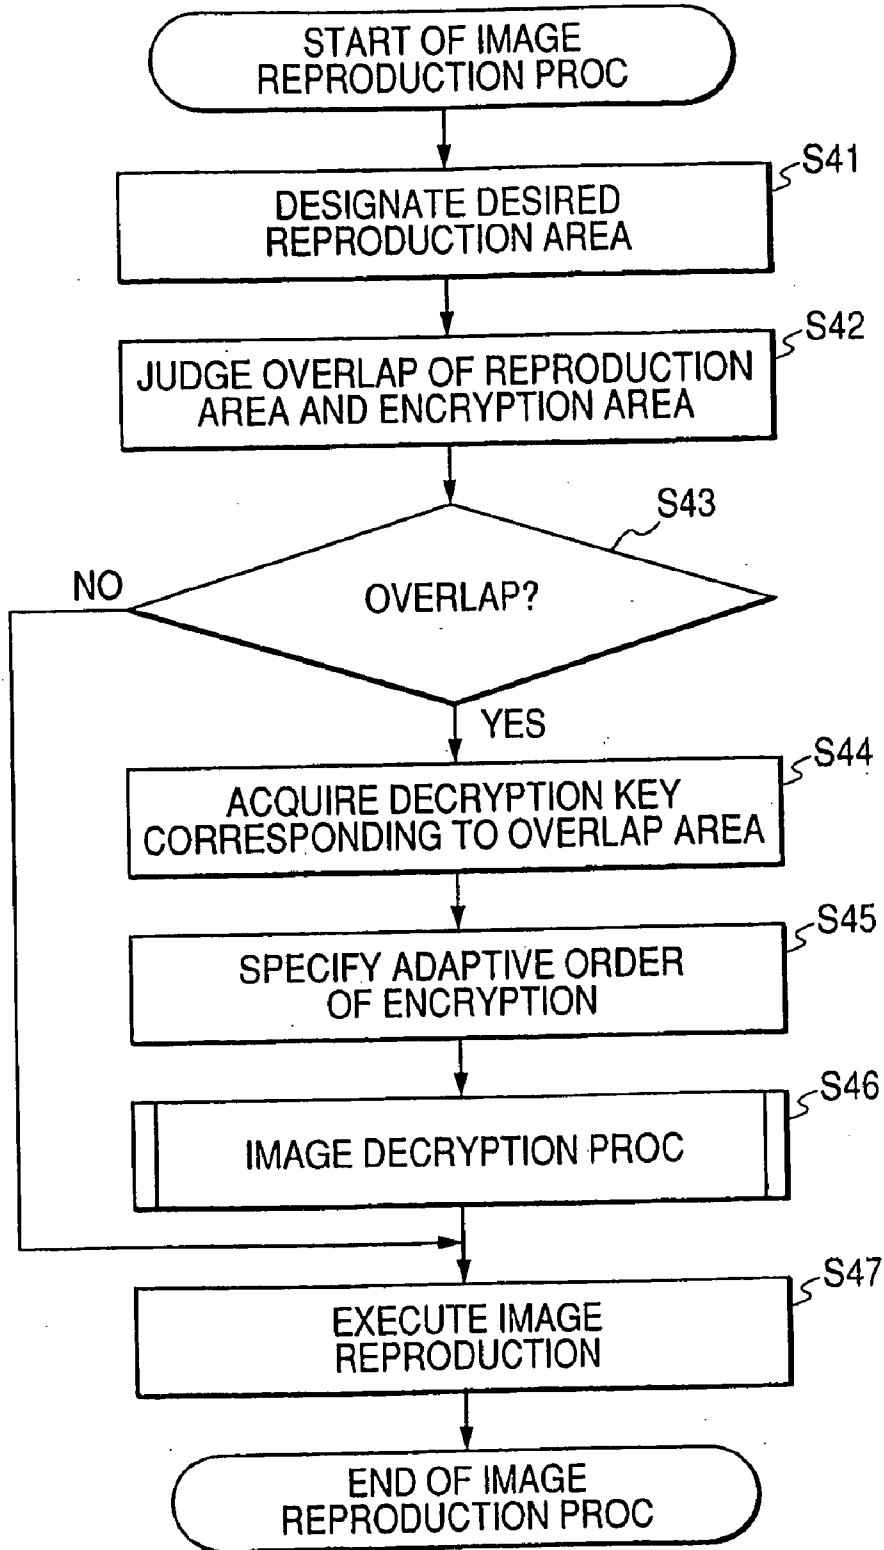 START OF IMAGE
REPRODUCTION PROC
S41
DESIGNATE DESIRED
REPRODUCTION AREA
S42
JUDGE OVERLAP OF REPRODUCTION
AREA AND ENCRYPTION AREA
S43
NO
OVERLAP?
YES
S44
ACQUIRE DECRYPTION KEY
CORRESPONDING TO OVERLAP AREA
S45
SPECIFY ADAPTIVE ORDER
OF ENCRYPTION
S46
IMAGE DECRYPTION PROC
S47
EXECUTE IMAGE
REPRODUCTION
END OF IMAGE
REPRODUCTION PROC